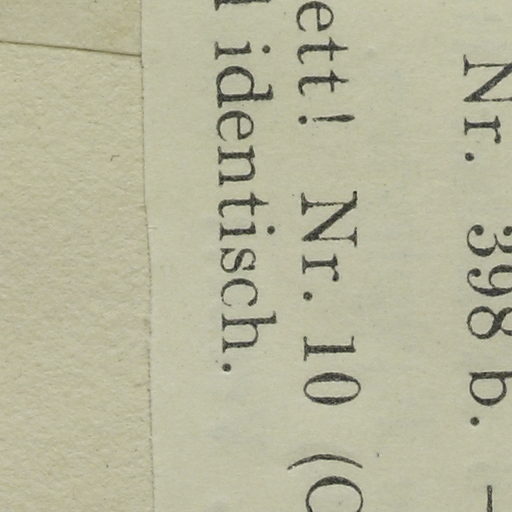 Nr. 398 b.
ett! Nr. 10 (
identisch.